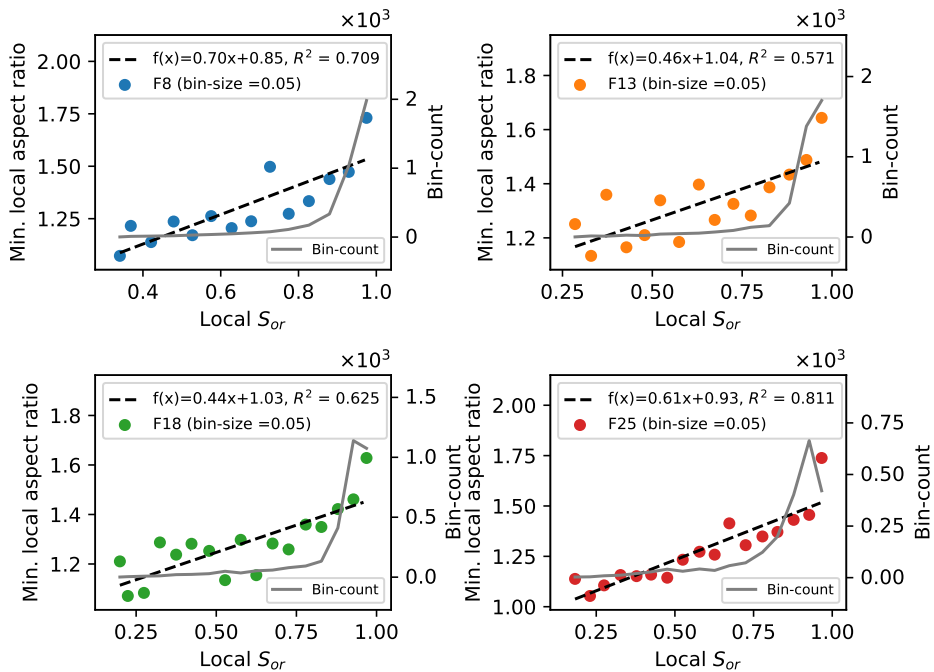 ×10³
f(x)=0.70x+0.85, R² = 0.709
F8 (bin-size =0.05)
Bin-count
Min. local aspect ratio
2.00
1.75
1.50
1.25
2
1
0
Bin-count
0.4
0.6
0.8
1.0
Local S_or
×10³
f(x)=0.46x+1.04, R² = 0.571
F13 (bin-size =0.05)
Bin-count
Min. local aspect ratio
1.8
1.6
1.4
1.2
2
1
0
Bin-count
0.25
0.50
0.75
1.00
Local S_or
×10³
f(x)=0.44x+1.03, R² = 0.625
F18 (bin-size =0.05)
Bin-count
Min. local aspect ratio
1.8
1.6
1.4
1.2
1.5
1.0
0.5
0.0
Bin-count
0.25
0.50
0.75
1.00
Local S_or
×10³
f(x)=0.61x+0.93, R² = 0.811
F25 (bin-size =0.05)
Bin-count
Min. local aspect ratio
2.00
1.75
1.50
1.25
1.00
0.75
0.50
0.25
0.00
Bin-count
0.25
0.50
0.75
1.00
Local S_or